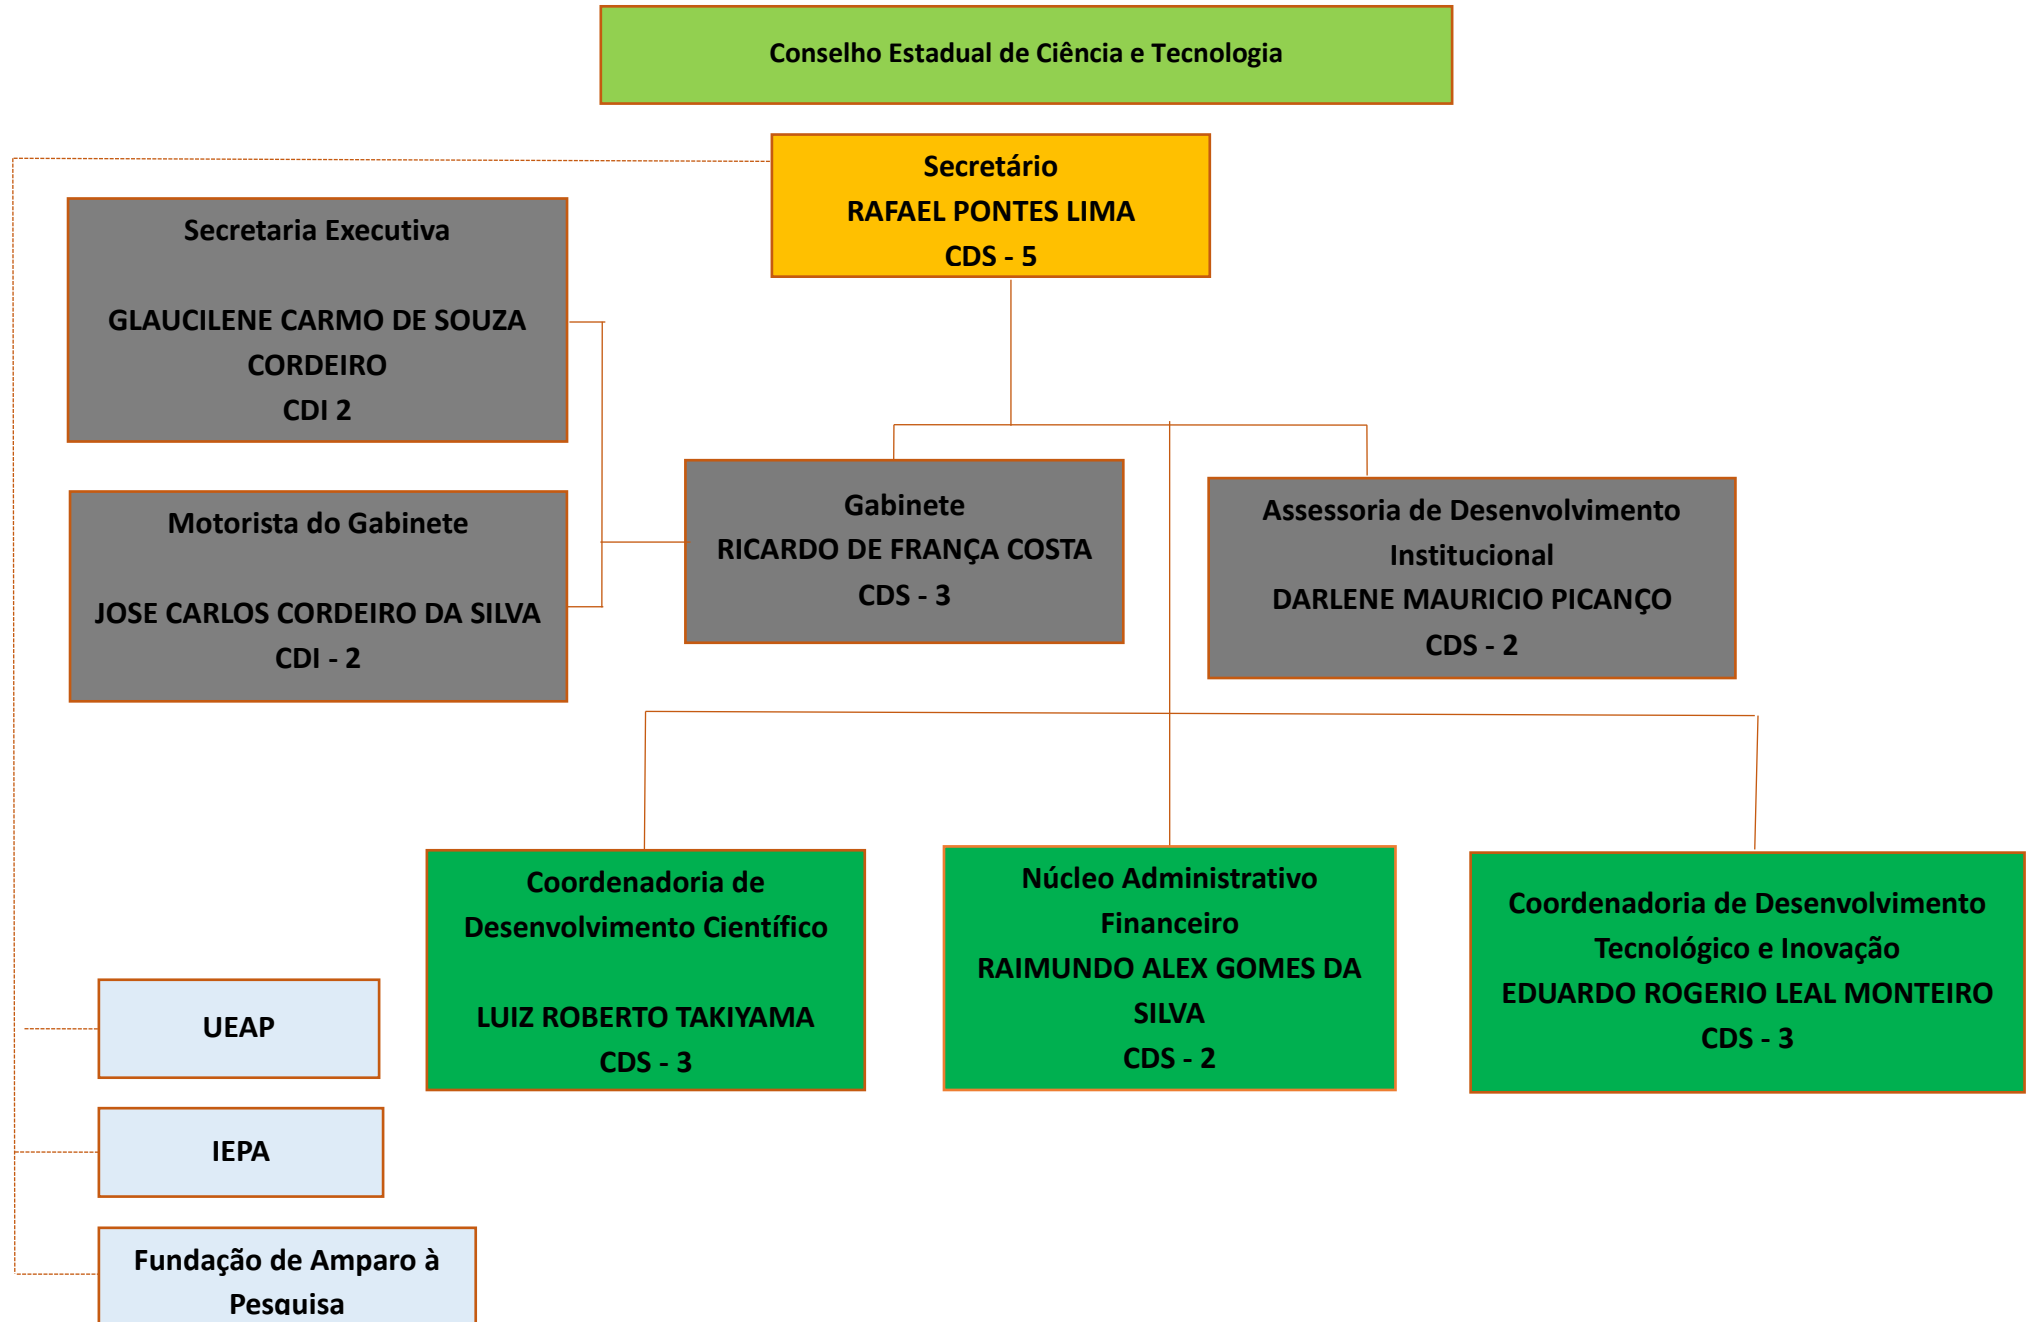 Conselho Estadual de Ciência e Tecnologia
Secretário
RAFAEL PONTES LIMA
CDS - 5
Secretaria Executiva
GLAUCILENE CARMO DE SOUZA
CORDEIRO
CDI 2
Motorista do Gabinete
JOSE CARLOS CORDEIRO DA SILVA
CDI - 2
Gabinete
RICARDO DE FRANÇA COSTA
CDS - 3
Assessoria de Desenvolvimento
Institucional
DARLENE MAURICIO PICANÇO
CDS - 2
Coordenadoria de
Desenvolvimento Científico
LUIZ ROBERTO TAKIYAMA
CDS - 3
Núcleo Administrativo
Financeiro
RAIMUNDO ALEX GOMES DA
SILVA
CDS - 2
Coordenadoria de Desenvolvimento
Tecnológico e Inovação
EDUARDO ROGERIO LEAL MONTEIRO
CDS - 3
UEAP
IEPA
Fundação de Amparo à
Pesquisa